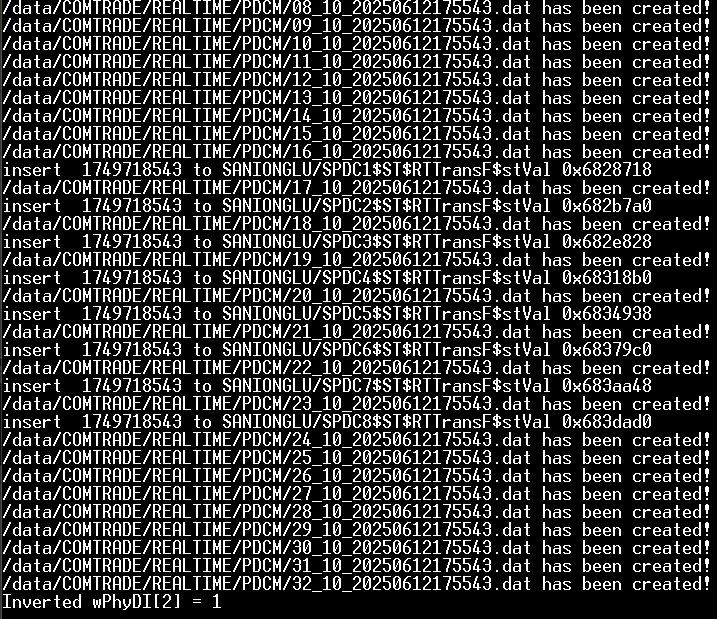 /data/COMTRADE/REALTIME/PDCM/08_10_20250612175543.dat has been created!
/data/COMTRADE/REALTIME/PDCM/09_10_20250612175543.dat has been created!
/data/COMTRADE/REALTIME/PDCM/10_10_20250612175543.dat has been created!
/data/COMTRADE/REALTIME/PDCM/11_10_20250612175543.dat has been created!
/data/COMTRADE/REALTIME/PDCM/12_10_20250612175543.dat has been created!
/data/COMTRADE/REALTIME/PDCM/13_10_20250612175543.dat has been created!
/data/COMTRADE/REALTIME/PDCM/14_10_20250612175543.dat has been created!
/data/COMTRADE/REALTIME/PDCM/15_10_20250612175543.dat has been created!
/data/COMTRADE/REALTIME/PDCM/16_10_20250612175543.dat has been created!
insert  1749718543 to SANIONGLU/SPDC1$ST$RTTransF$stVal 0x6828718
/data/COMTRADE/REALTIME/PDCM/17_10_20250612175543.dat has been created!
insert  1749718543 to SANIONGLU/SPDC2$ST$RTTransF$stVal 0x682b7a0
/data/COMTRADE/REALTIME/PDCM/18_10_20250612175543.dat has been created!
insert  1749718543 to SANIONGLU/SPDC3$ST$RTTransF$stVal 0x682e828
/data/COMTRADE/REALTIME/PDCM/19_10_20250612175543.dat has been created!
insert  1749718543 to SANIONGLU/SPDC4$ST$RTTransF$stVal 0x68318b0
/data/COMTRADE/REALTIME/PDCM/20_10_20250612175543.dat has been created!
insert  1749718543 to SANIONGLU/SPDC5$ST$RTTransF$stVal 0x6834938
/data/COMTRADE/REALTIME/PDCM/21_10_20250612175543.dat has been created!
insert  1749718543 to SANIONGLU/SPDC6$ST$RTTransF$stVal 0x68379c0
/data/COMTRADE/REALTIME/PDCM/22_10_20250612175543.dat has been created!
insert  1749718543 to SANIONGLU/SPDC7$ST$RTTransF$stVal 0x683aa48
/data/COMTRADE/REALTIME/PDCM/23_10_20250612175543.dat has been created!
insert  1749718543 to SANIONGLU/SPDC8$ST$RTTransF$stVal 0x683dad0
/data/COMTRADE/REALTIME/PDCM/24_10_20250612175543.dat has been created!
/data/COMTRADE/REALTIME/PDCM/25_10_20250612175543.dat has been created!
/data/COMTRADE/REALTIME/PDCM/26_10_20250612175543.dat has been created!
/data/COMTRADE/REALTIME/PDCM/27_10_20250612175543.dat has been created!
/data/COMTRADE/REALTIME/PDCM/28_10_20250612175543.dat has been created!
/data/COMTRADE/REALTIME/PDCM/29_10_20250612175543.dat has been created!
/data/COMTRADE/REALTIME/PDCM/30_10_20250612175543.dat has been created!
/data/COMTRADE/REALTIME/PDCM/31_10_20250612175543.dat has been created!
/data/COMTRADE/REALTIME/PDCM/32_10_20250612175543.dat has been created!
Inverted wPhyDI[2] = 1